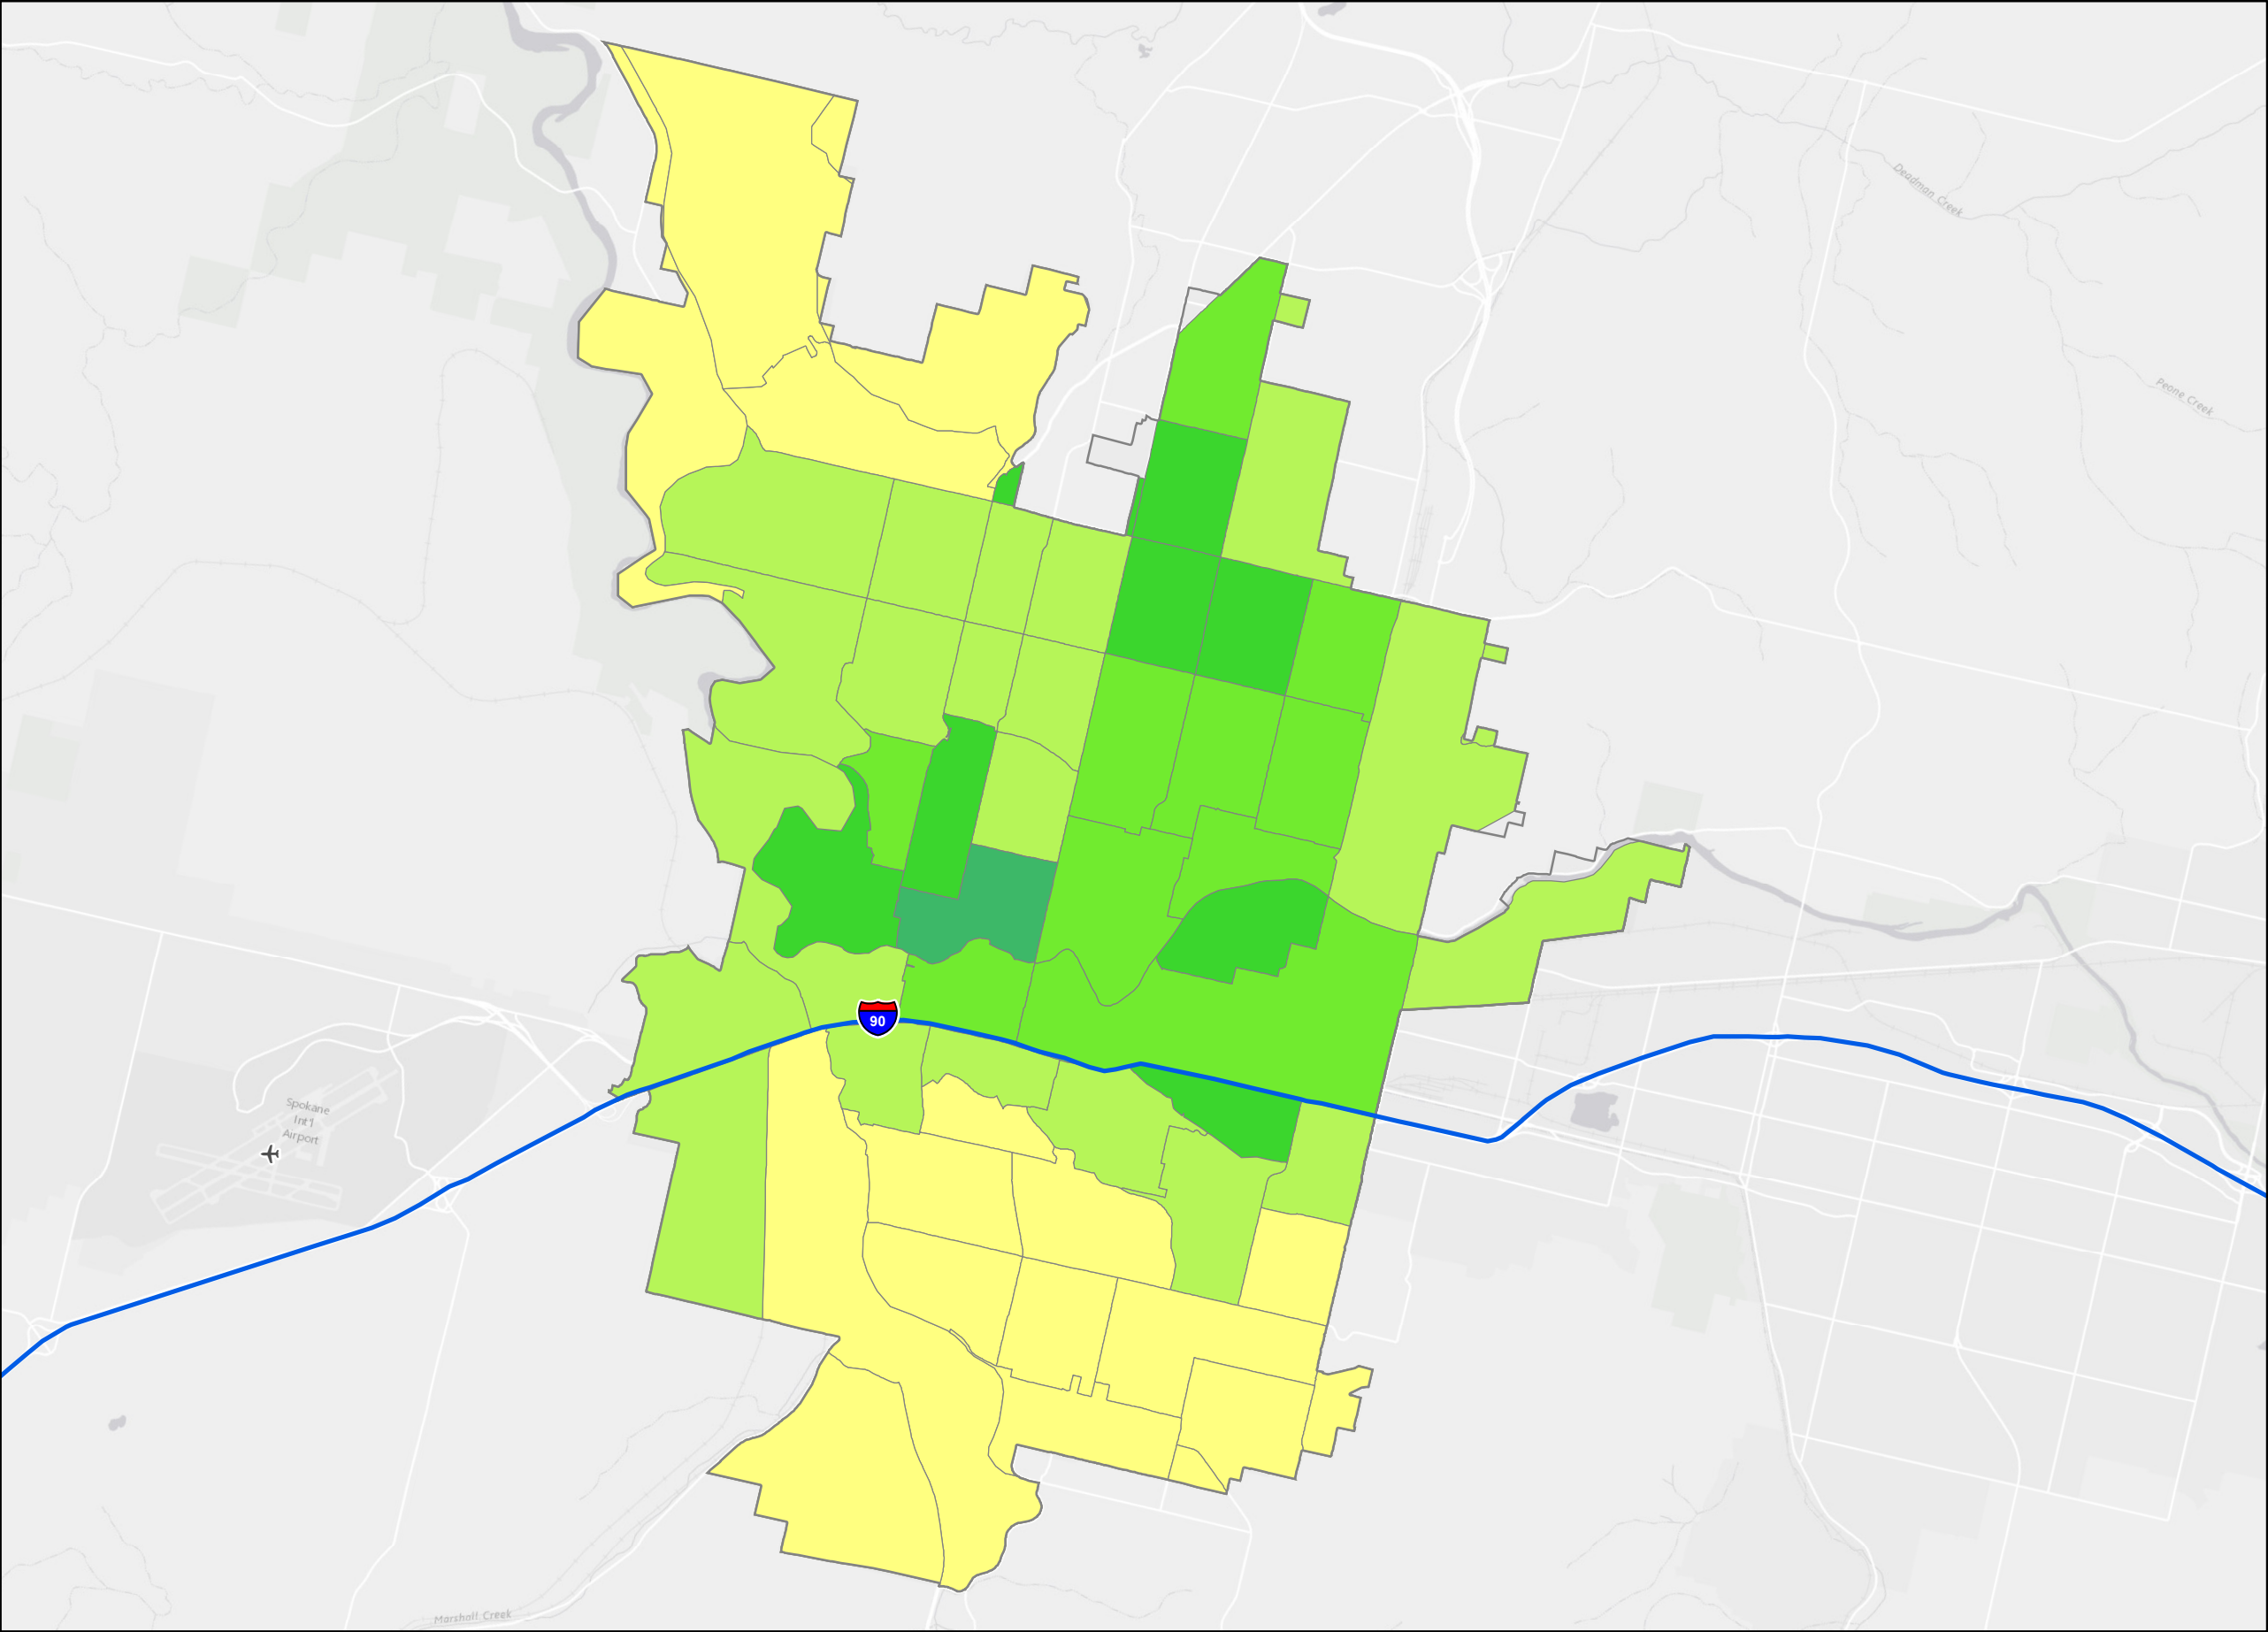 Deadman Creek
Peone Creek
90
Spokane
Int'l
Airport
Marshall Creek